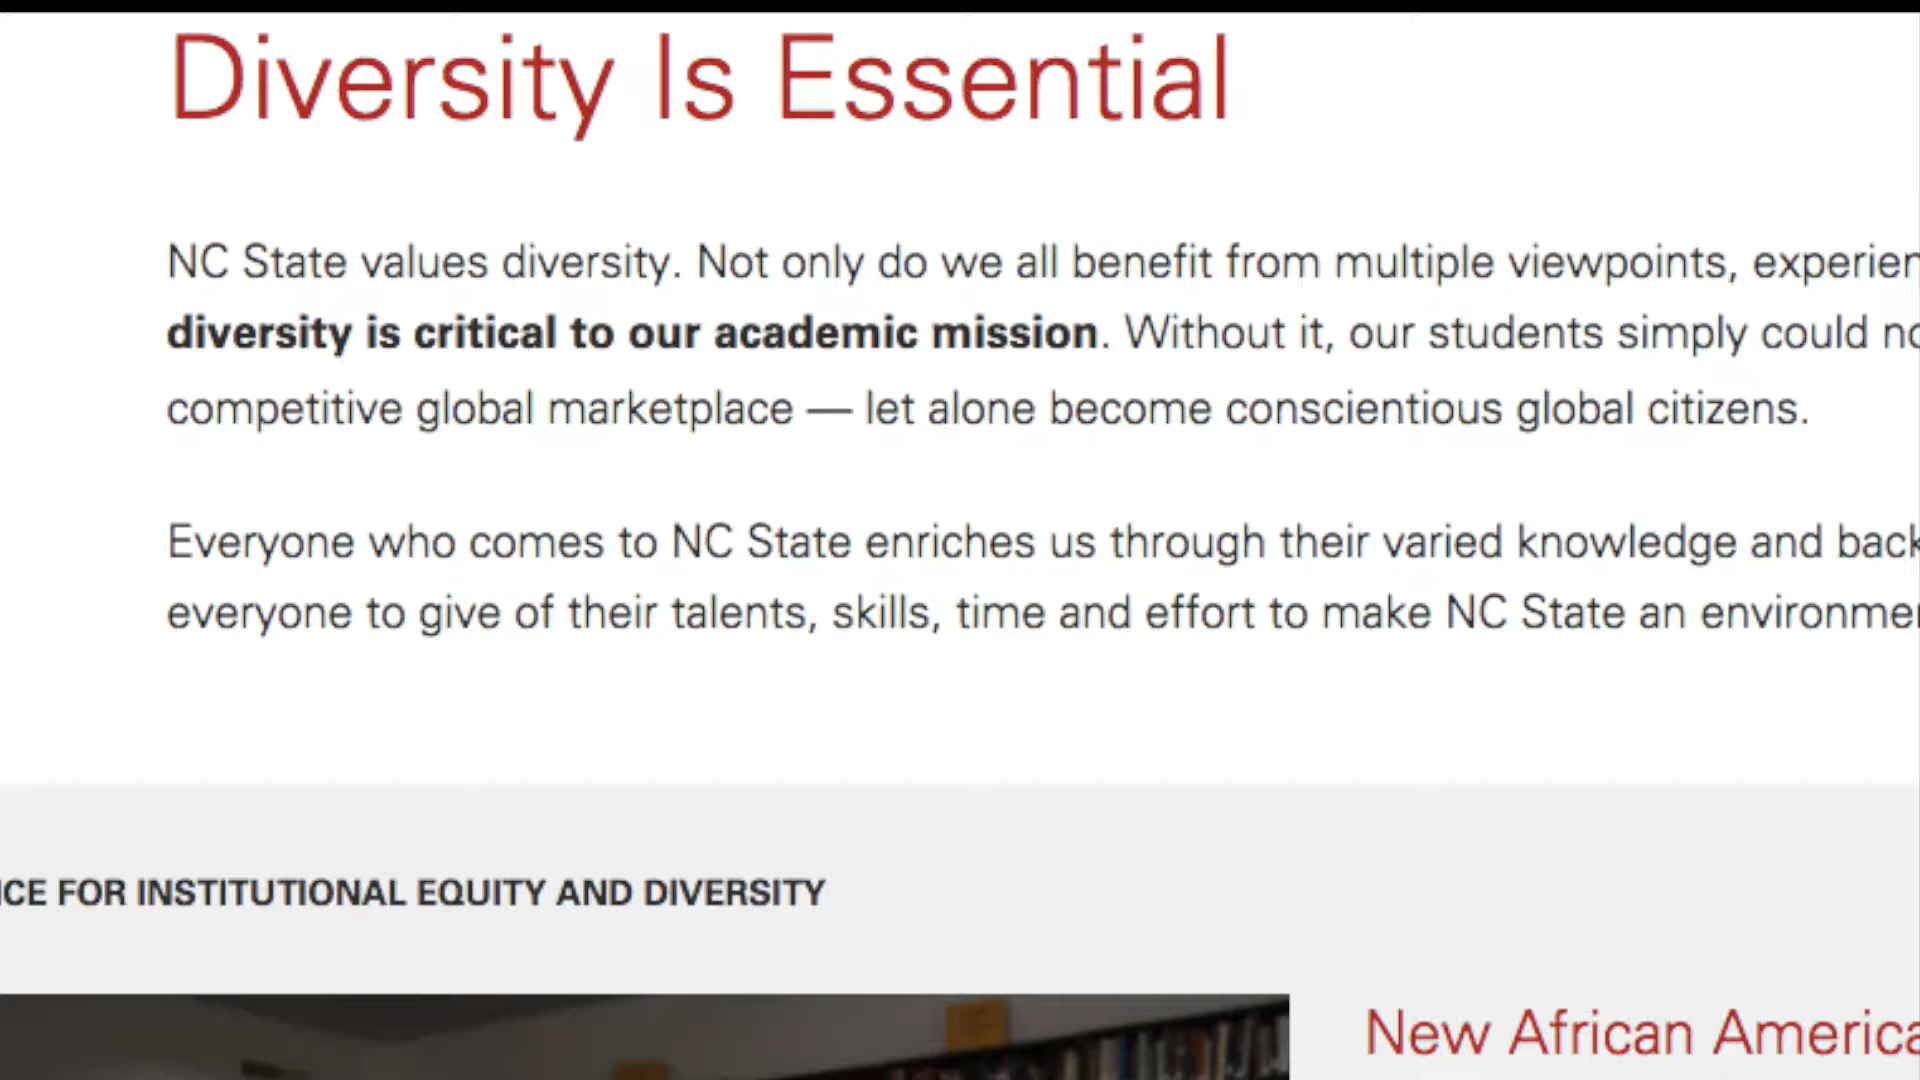 Diversity Is Essential
NC State values diversity. Not only do we all benefit from multiple viewpoints,
diversity is critical to our academic mission. Without it, our students simply could
competitive global marketplace — let alone become conscientious global citizens.
Everyone who comes to NC State enriches us through their varied knowledge and
everyone to give of their talents, skills, time and effort to make NC State an
FOR INSTITUTIONAL EQUITY AND DIVERSITY
New African